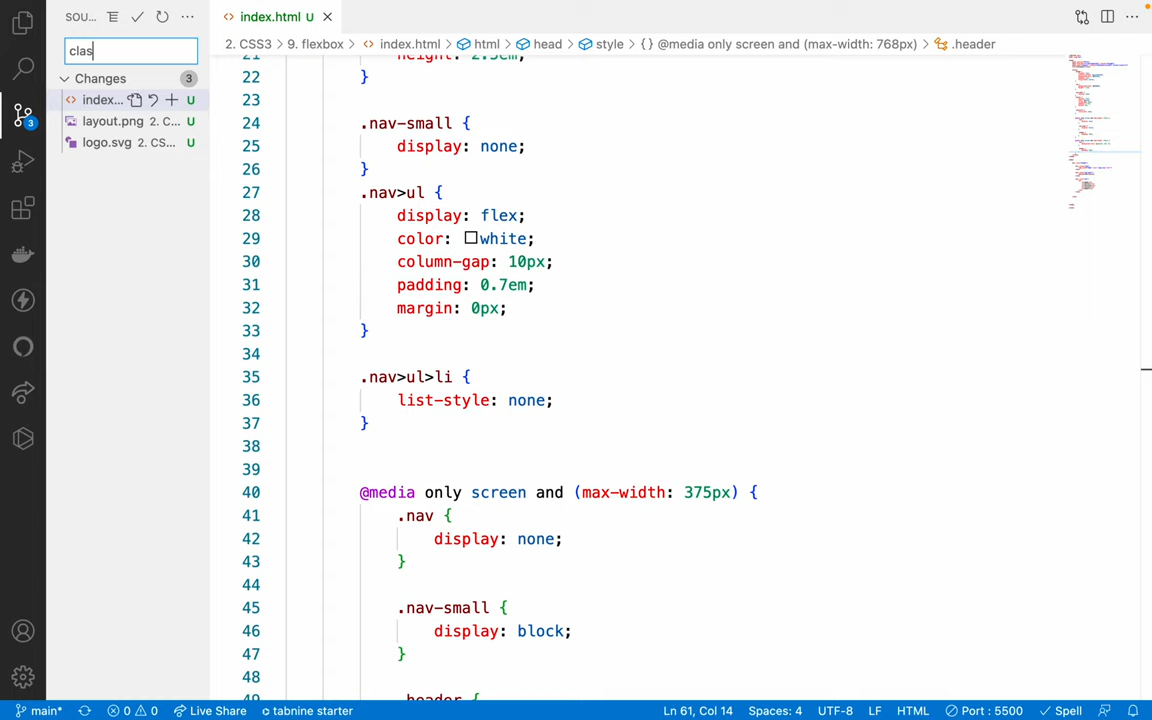 SOU...
index.html U
clas
2. CSS3 > 9. flexbox > index.html > html > head > style > {} @media only screen and (max-width: 768px) > .header
Changes 3
index... U
layout.png 2. C... U
logo.svg 2. CSS... U
3
22 }
23
24 .nav-small {
25 display: none;
26 }
27 .nav>ul {
28 display: flex;
29 color: white;
30 column-gap: 10px;
31 padding: 0.7em;
32 margin: 0px;
33 }
34
35 .nav>ul>li {
36 list-style: none;
37 }
38
39
40 @media only screen and (max-width: 375px) {
41 .nav {
42 display: none;
43 }
44
45 .nav-small {
46 display: block;
47 }
48
49 .header {
main* 0 0 Live Share tabnine starter Ln 61, Col 14 Spaces: 4 UTF-8 LF HTML Port : 5500 Spell